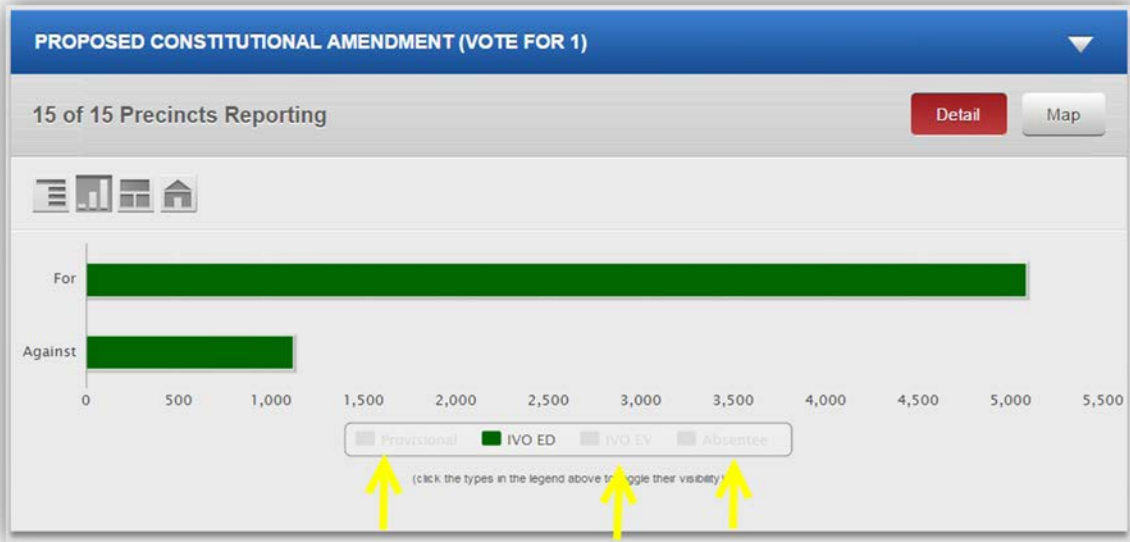 PROPOSED CONSTITUTIONAL AMENDMENT (VOTE FOR 1)
15 of 15 Precincts Reporting
Detail
Map
For
Against
0 500 1,000 1,500 2,000 2,500 3,000 3,500 4,000 4,500 5,000 5,500
Provisional IVO ED IVO EV Absentee
(click the types in the legend above to toggle their visibility)